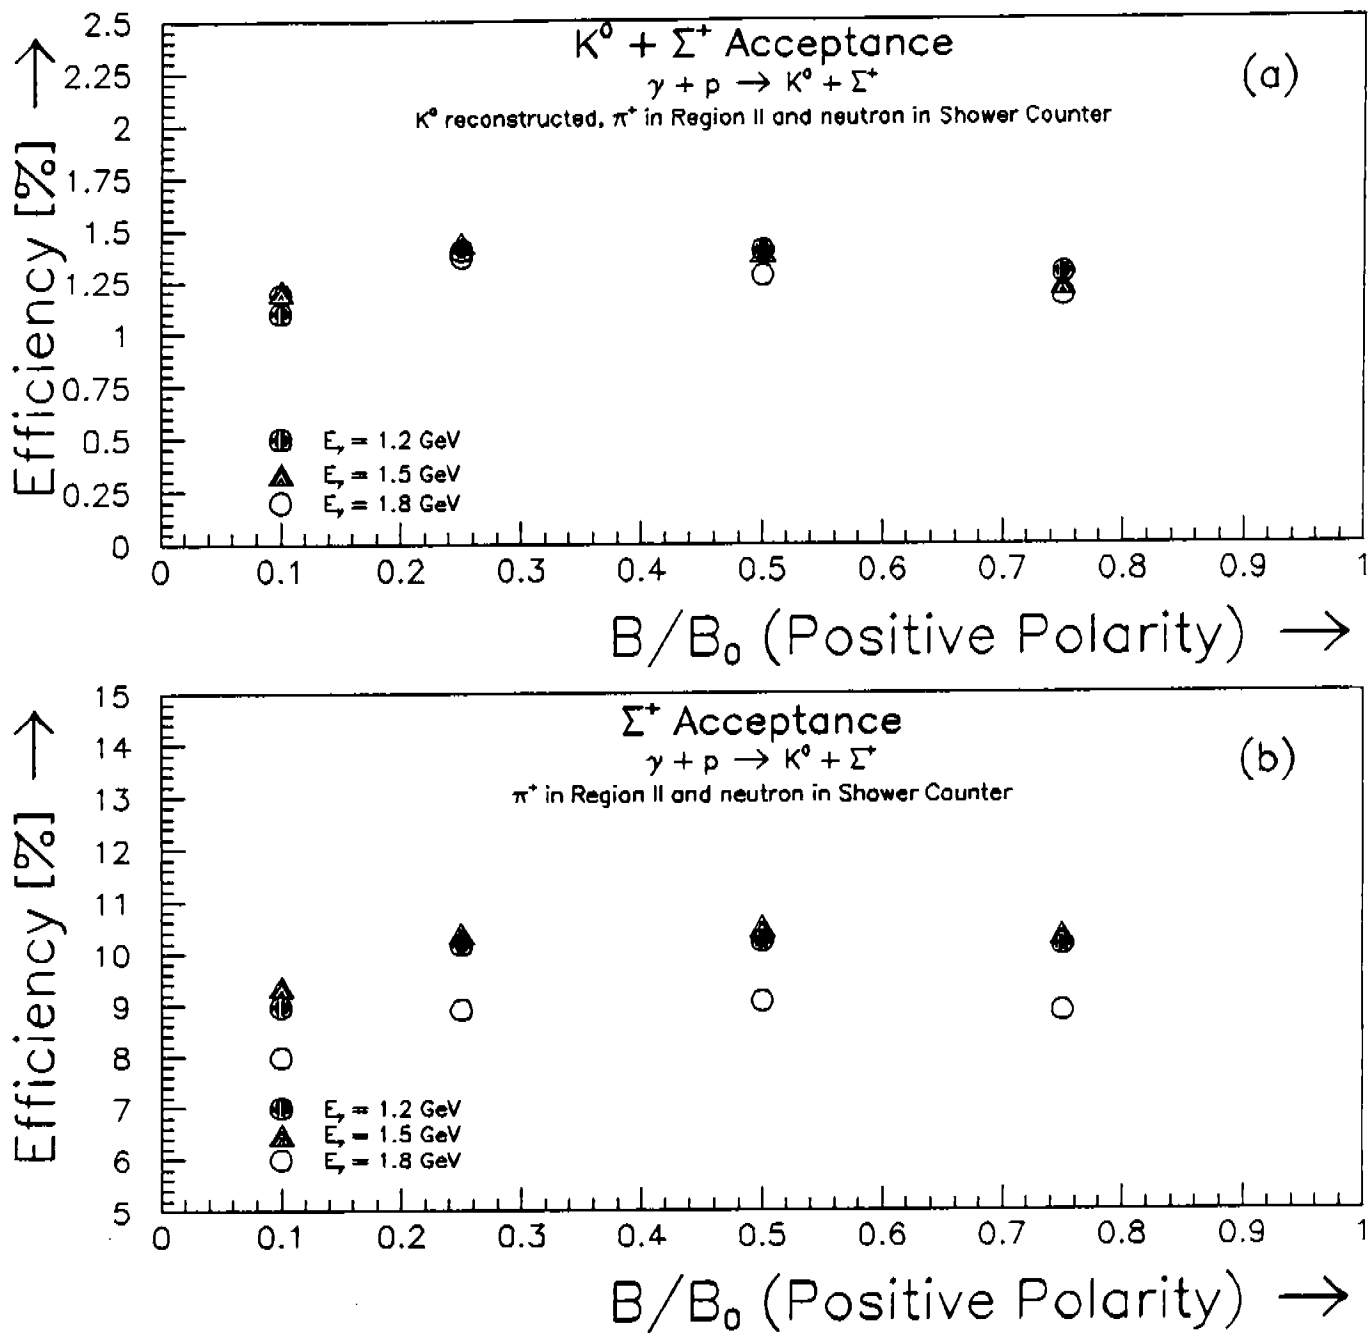 K⁰ + Σ⁺ Acceptance
(a)
γ + p → K⁰ + Σ⁺
K⁰ reconstructed, π⁺ in Region II and neutron in Shower Counter
Efficiency [%] →
2.5
2.25
2
1.75
1.5
1.25
1
0.75
0.5
0.25
0
Eγ = 1.2 GeV
Eγ = 1.5 GeV
Eγ = 1.8 GeV
0 0.1 0.2 0.3 0.4 0.5 0.6 0.7 0.8 0.9 1
B/B₀ (Positive Polarity) →
Σ⁺ Acceptance
(b)
γ + p → K⁰ + Σ⁺
π⁺ in Region II and neutron in Shower Counter
Efficiency [%] →
15
14
13
12
11
10
9
8
7
6
5
Eγ = 1.2 GeV
Eγ = 1.5 GeV
Eγ = 1.8 GeV
0 0.1 0.2 0.3 0.4 0.5 0.6 0.7 0.8 0.9 1
B/B₀ (Positive Polarity) →